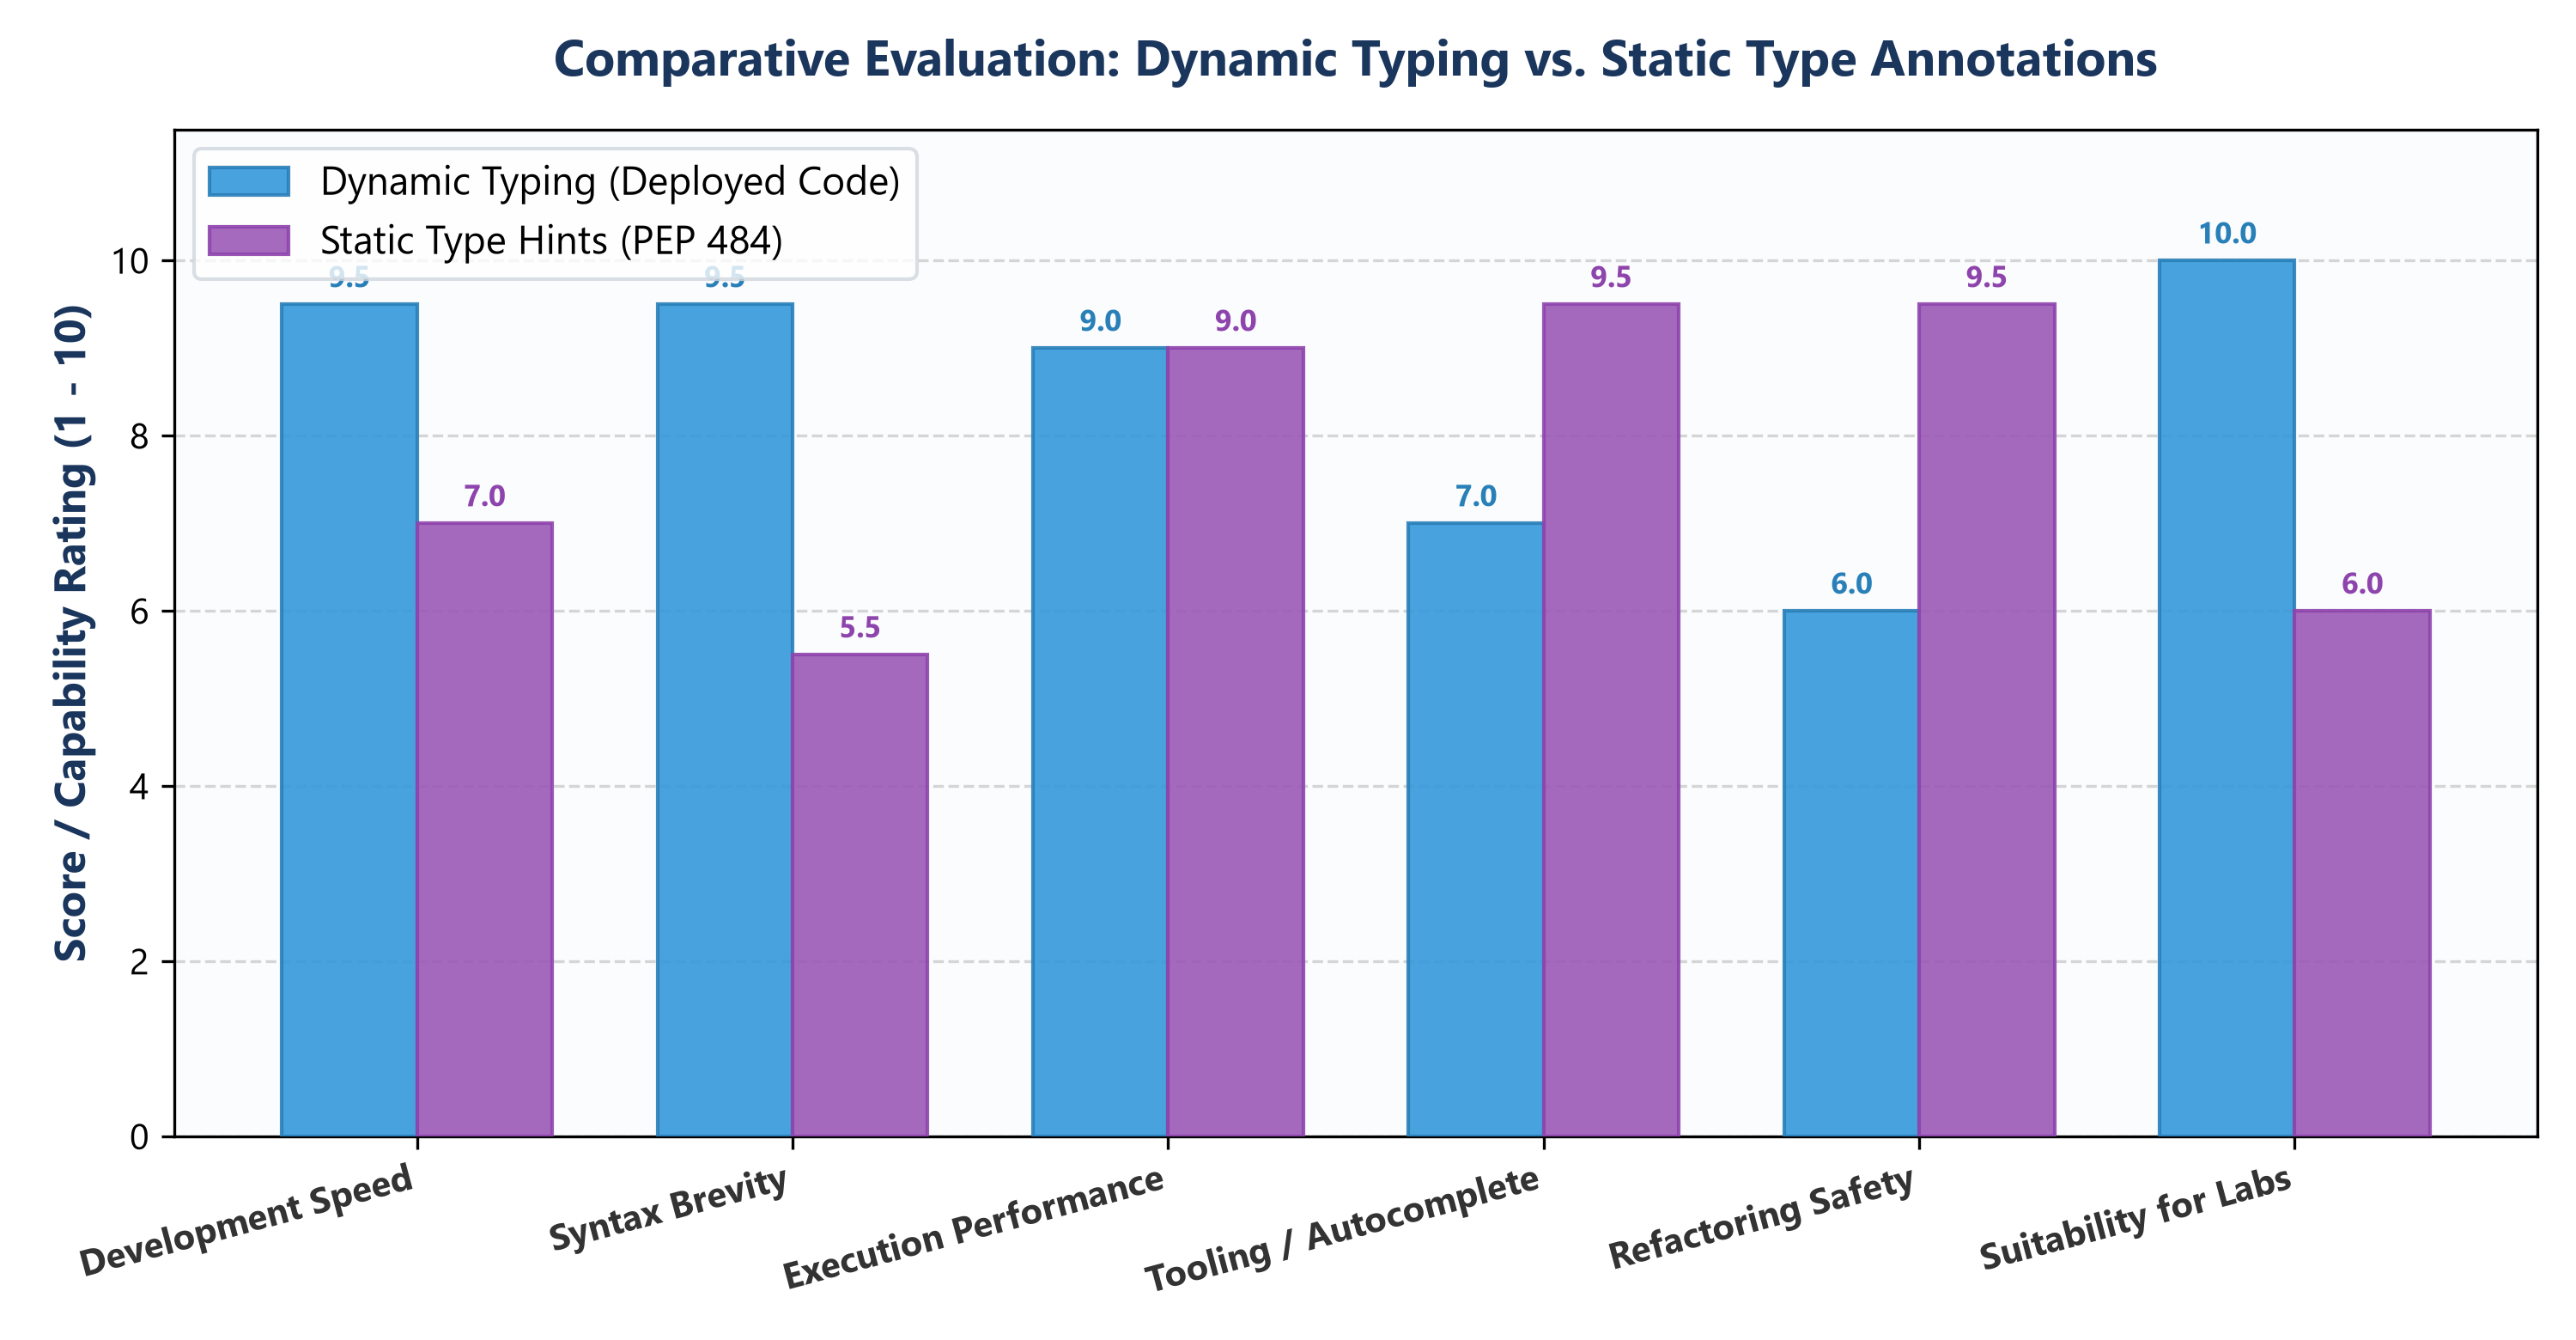 Comparative Evaluation: Dynamic Typing vs. Static Type Annotations
Dynamic Typing (Deployed Code)
Static Type Hints (PEP 484)
Score / Capability Rating (1 - 10)
10
8
6
4
2
0
9.5
7.0
9.5
5.5
9.0
9.0
7.0
9.5
6.0
9.5
10.0
6.0
Development Speed
Syntax Brevity
Execution Performance
Tooling / Autocomplete
Refactoring Safety
Suitability for Labs